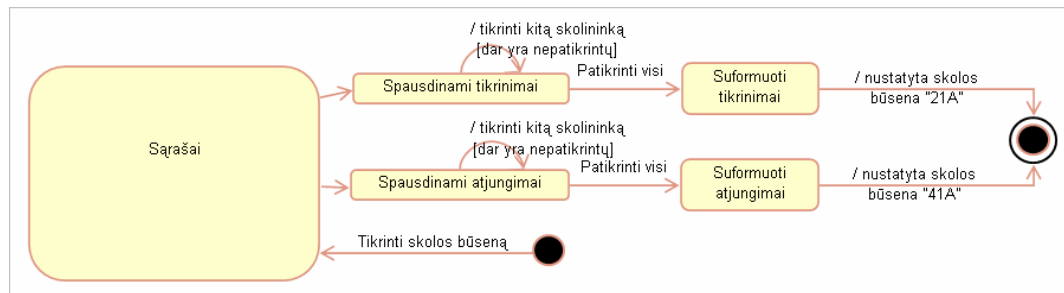 / tikrinti kitą skolininką
[dar yra nepatikrintų]
Spausdinami tikrinimai
Patikrinti visi
Suformuoti
tikrinimai
/ nustatyta skolos
būsena "21A"
Sąrašai
/ tikrinti kitą skolininką
[dar yra nepatikrintų]
Spausdinami atjungimai
Patikrinti visi
Suformuoti
atjungimai
/ nustatyta skolos
būsena "41A"
Tikrinti skolos būseną